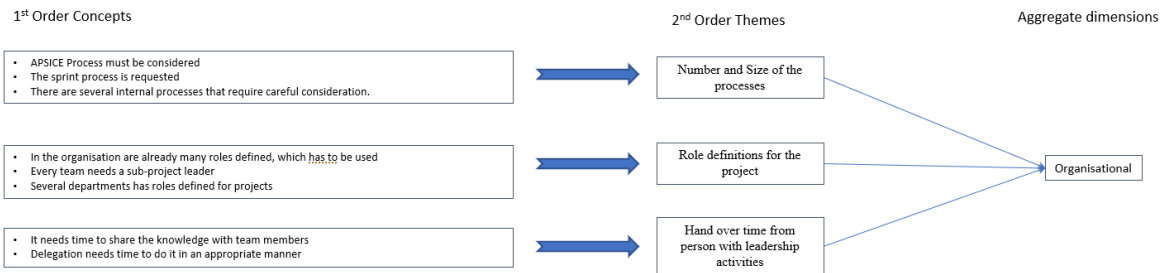 1st Order Concepts
2nd Order Themes
Aggregate dimensions
• APSICE Process must be considered
• The sprint process is requested
• There are several internal processes that require careful consideration.
Number and Size of the
processes
• In the organisation are already many roles defined, which has to be used
• Every team needs a sub-project leader
• Several departments has roles defined for projects
Role definitions for the
project
Organisational
• It needs time to share the knowledge with team members
• Delegation needs time to do it in an appropriate manner
Hand over time from
person with leadership
activities